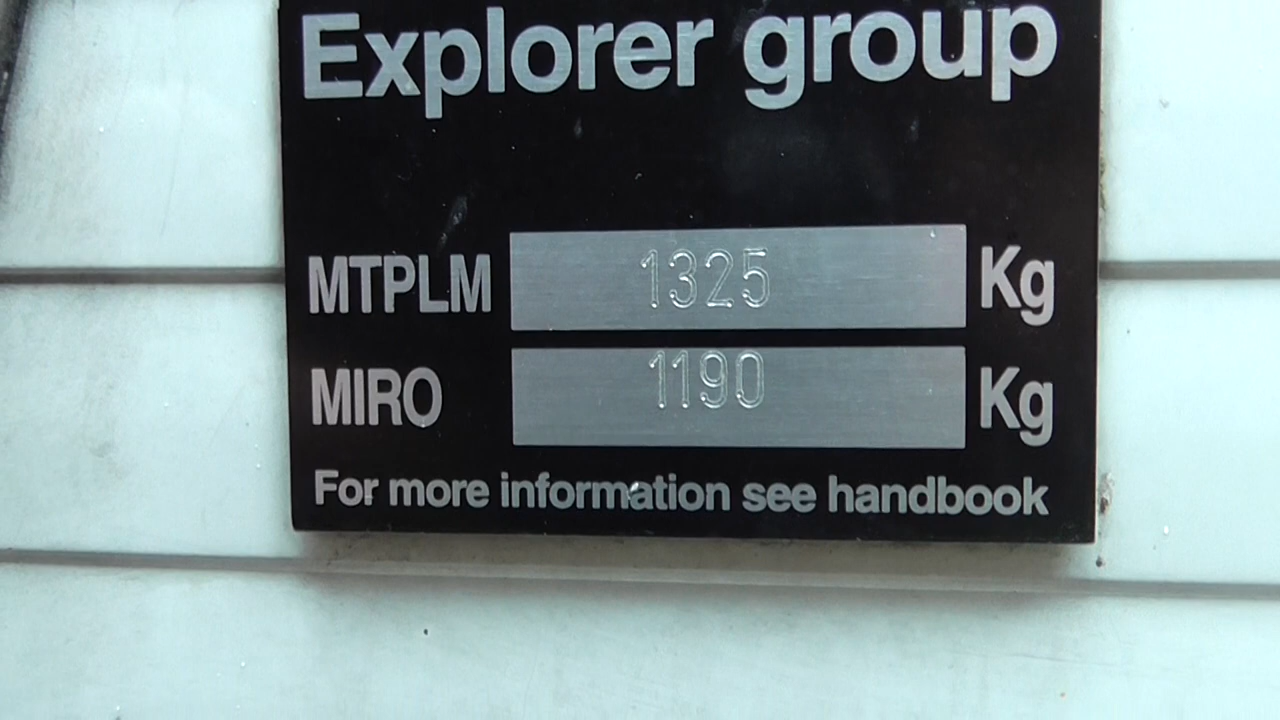 Explorer group
MTPLM 1325 Kg
MIRO 1190 Kg
For more information see handbook